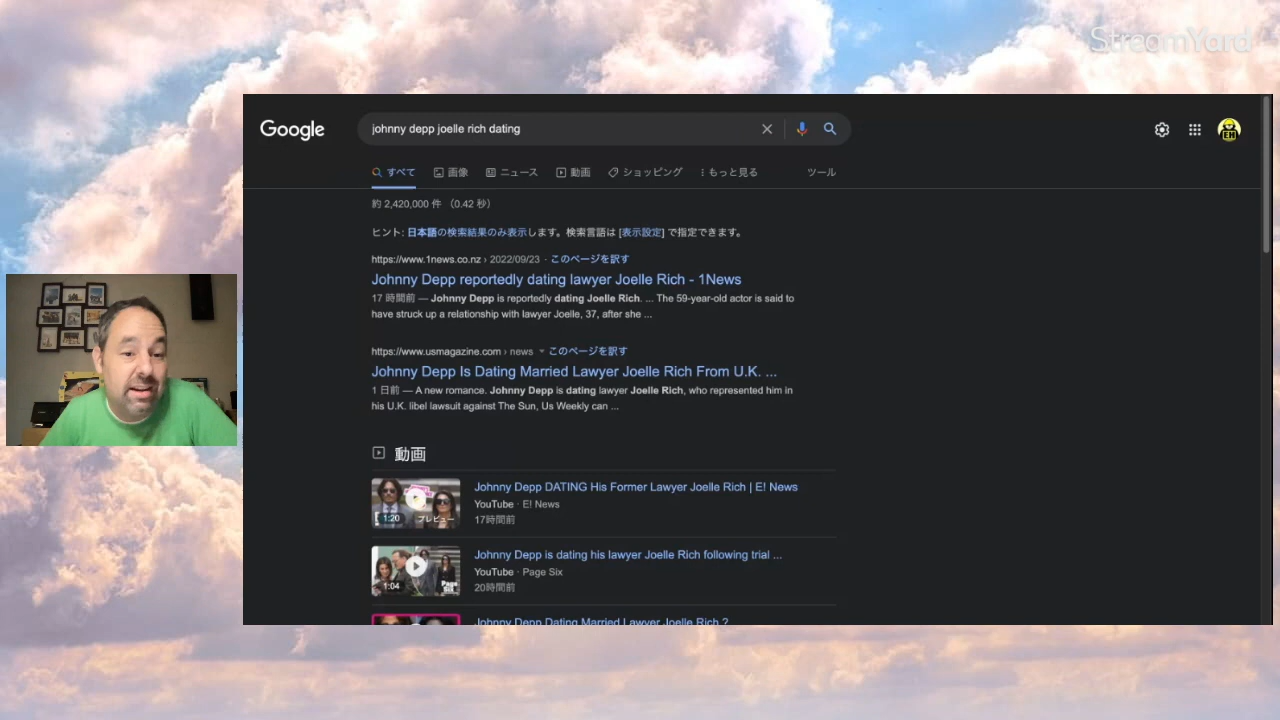 StreamYard
Google
johnny depp joelle rich dating
すべて 画像 ニュース 動画 ショッピング もっと見る ツール
約 2,420,000 件 (0.42 秒)
ヒント: 日本語の検索結果のみ表示します。検索言語は [表示設定] で指定できます。
https://www.1news.co.nz › 2022/09/23 · このページを訳す
Johnny Depp reportedly dating lawyer Joelle Rich - 1News
17 時間前 — Johnny Depp is reportedly dating Joelle Rich. ... The 59-year-old actor is said to
have struck up a relationship with lawyer Joelle, 37, after she ...
https://www.usmagazine.com › news このページを訳す
Johnny Depp Is Dating Married Lawyer Joelle Rich From U.K. ...
1 日前 — A new romance. Johnny Depp is dating lawyer Joelle Rich, who represented him in
his U.K. libel lawsuit against The Sun, Us Weekly can ...
動画
Johnny Depp DATING His Former Lawyer Joelle Rich | E! News
1:20 プレビュー
YouTube · E! News
17時間前
Johnny Depp is dating his lawyer Joelle Rich following trial ...
1:04
PAGE SIX
YouTube · Page Six
20時間前
Johnny Depp Dating Married Lawyer Joelle Rich ?